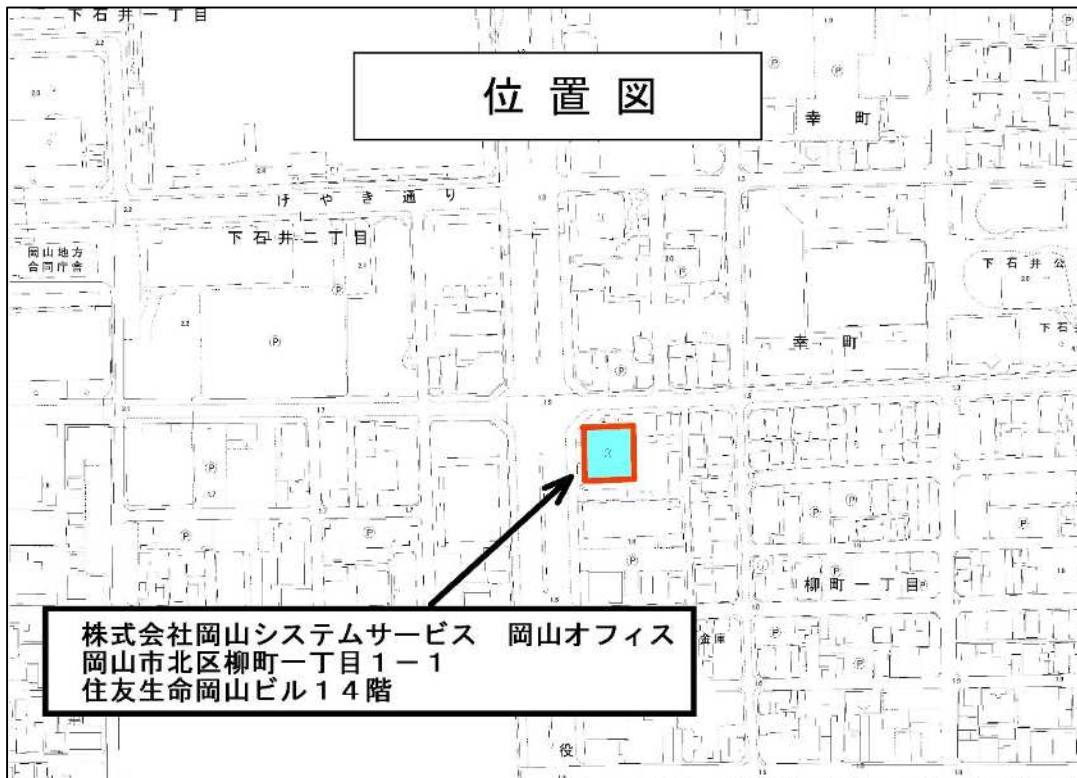 下石井一丁目
位置図
幸町
けやき通り
下石井二丁目
岡山地方
合同庁舎
下石井公
下石
幸町
柳町一丁目
金庫
株式会社岡山システムサービス　岡山オフィス
岡山市北区柳町一丁目１－１
住友生命岡山ビル１４階
役